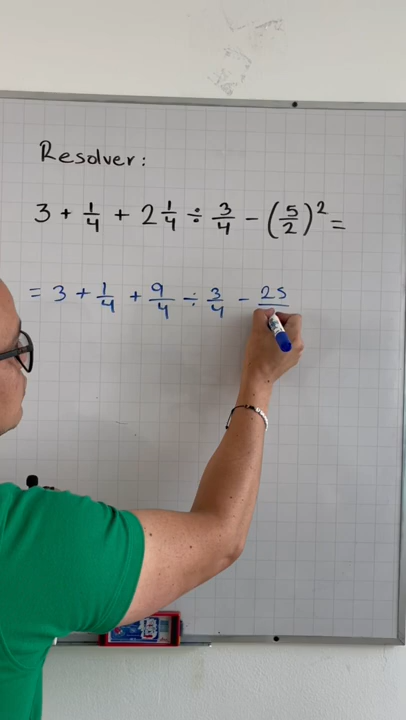 Resolver:
3 + 1/4 + 2 1/4 ÷ 3/4 - (5/2)² =
= 3 + 1/4 + 9/4 ÷ 3/4 - 25/